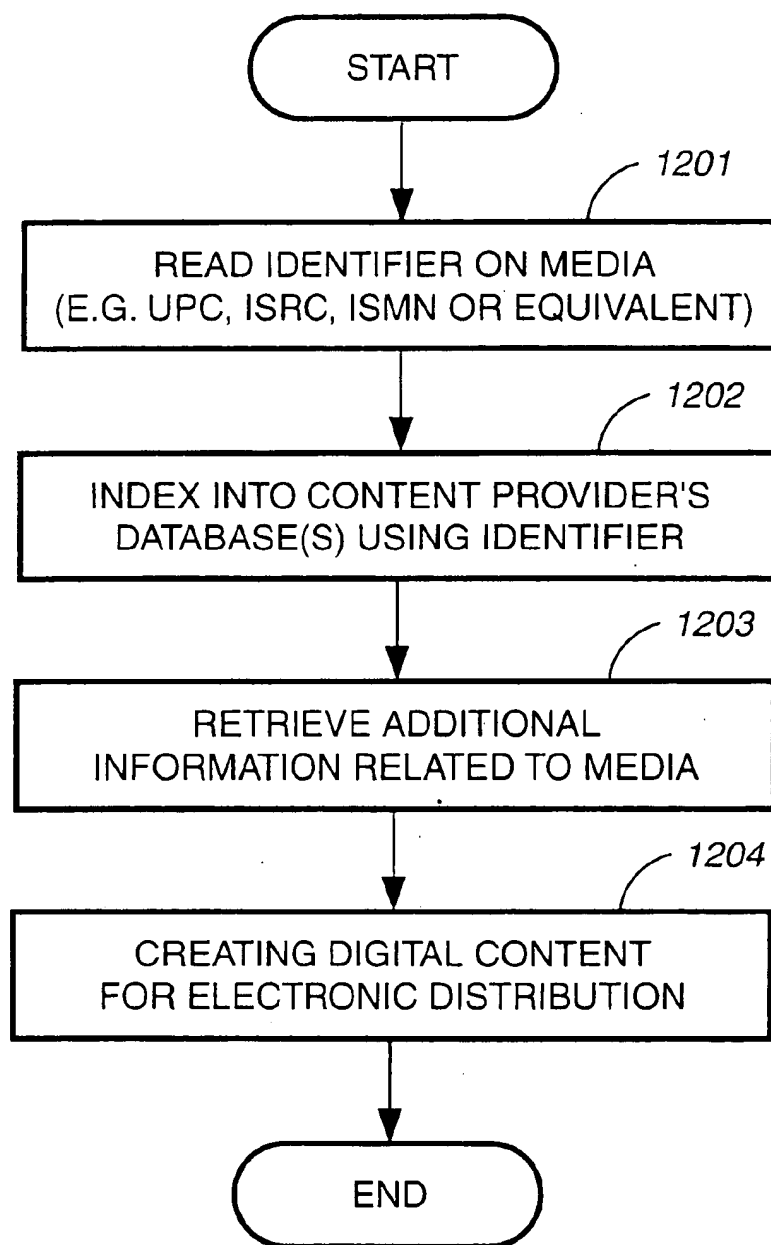 START
1201
READ IDENTIFIER ON MEDIA
(E.G. UPC, ISRC, ISMN OR EQUIVALENT)
1202
INDEX INTO CONTENT PROVIDER'S
DATABASE(S) USING IDENTIFIER
1203
RETRIEVE ADDITIONAL
INFORMATION RELATED TO MEDIA
1204
CREATING DIGITAL CONTENT
FOR ELECTRONIC DISTRIBUTION
END